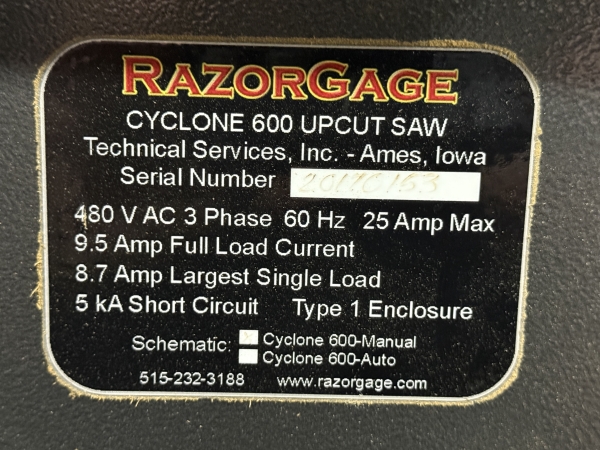 RAZORGAGE
CYCLONE 600 UPCUT SAW
Technical Services, Inc. - Ames, Iowa
Serial Number
480 V AC 3 Phase 60 Hz 25 Amp Max
9.5 Amp Full Load Current
8.7 Amp Largest Single Load
5 kA Short Circuit Type 1 Enclosure
Schematic: Cyclone 600-Manual
Cyclone 600-Auto
515-232-3188 www.razorgage.com